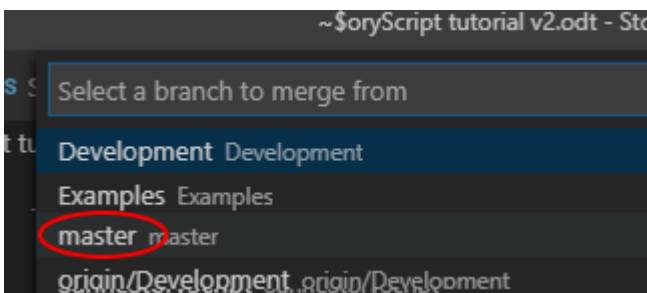 ~$oryScript tutorial v2.odt - Sto
s S
Select a branch to merge from
t tu
Development Development
Examples Examples
master master
origin/Development origin/Development